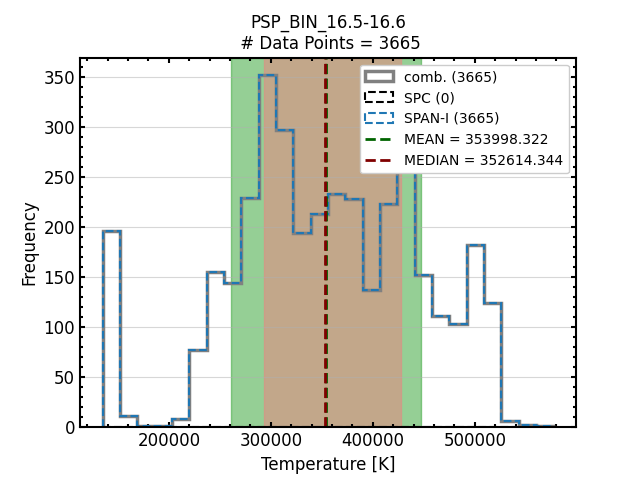 PSP_BIN_16.5-16.6
# Data Points = 3665
350
300
250
200
150
100
50
0
Frequency
comb. (3665)
SPC (0)
SPAN-I (3665)
MEAN = 353998.322
MEDIAN = 352614.344
200000 300000 400000 500000
Temperature [K]